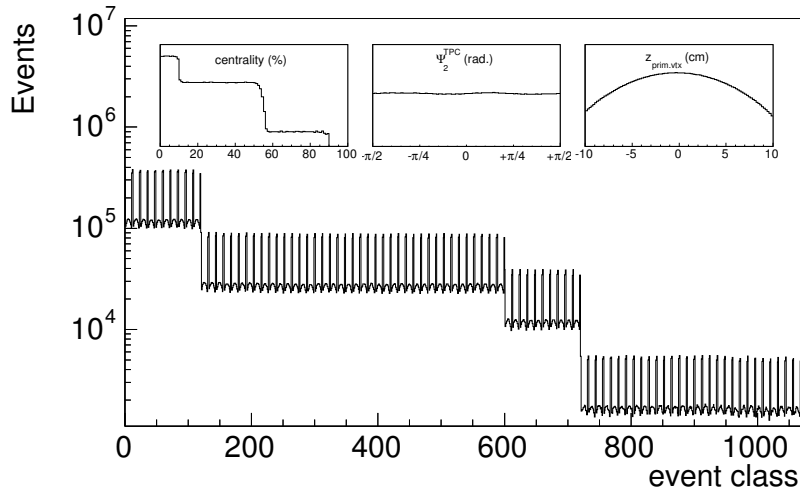 Events
10^7
10^6
10^5
10^4
centrality (%)
0 20 40 60 80 100
Ψ_2^TPC (rad.)
-π/2 -π/4 0 +π/4 +π/2
z_prim.vtx (cm)
-10 -5 0 5 10
0 200 400 600 800 1000
event class